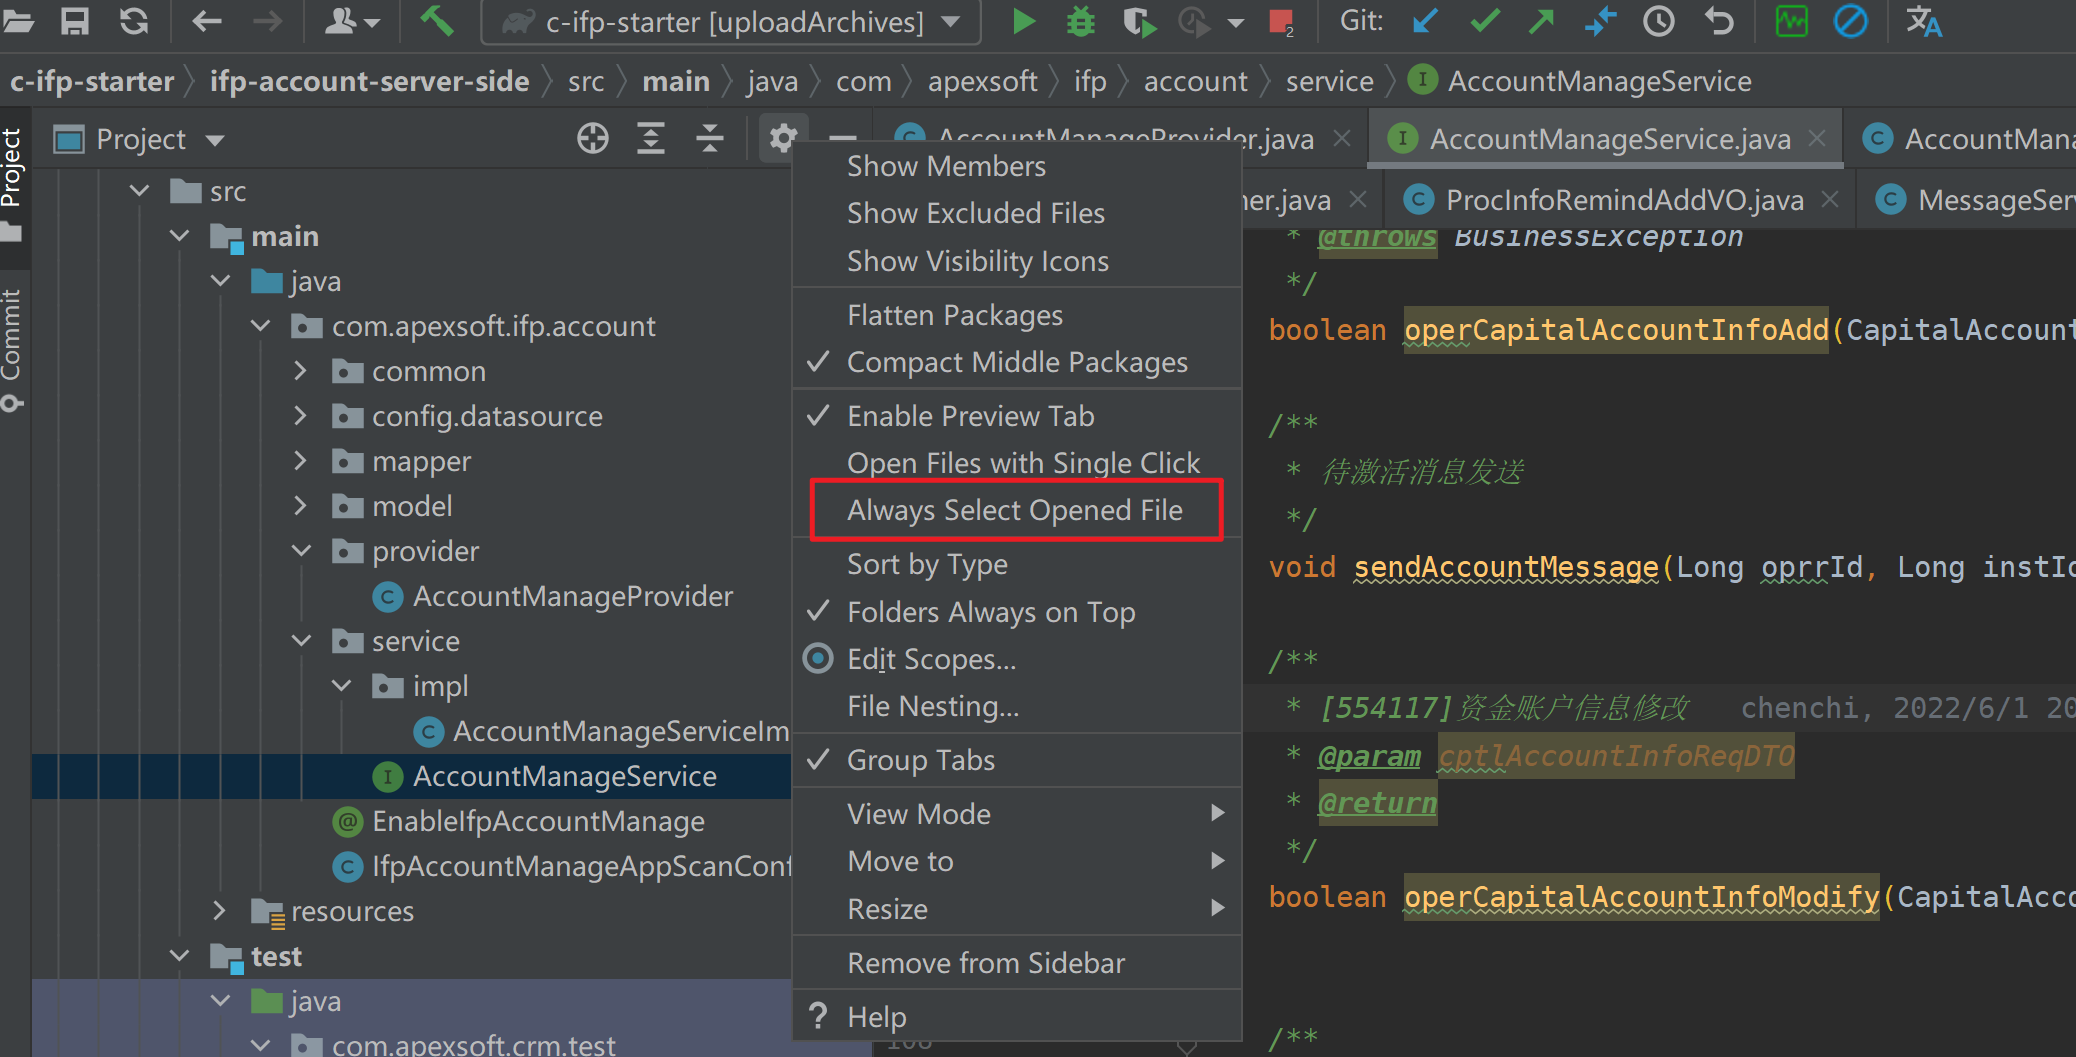 c-ifp-starter [uploadArchives]
2
Git:
c-ifp-starter ifp-account-server-side src main java com apexsoft ifp account service I AccountManageService
Project
Commit
Project
AccountManageProvider.java
AccountManageService.java
AccountMana
ner.java
ProcInfoRemindAddVO.java
MessageSer
src
main
java
com.apexsoft.ifp.account
common
config.datasource
mapper
model
provider
AccountManageProvider
service
impl
AccountManageServiceIm
AccountManageService
EnableIfpAccountManage
IfpAccountManageAppScanConf
resources
test
java
com.apexsoft.crm.test
Show Members
Show Excluded Files
Show Visibility Icons
Flatten Packages
Compact Middle Packages
Enable Preview Tab
Open Files with Single Click
Always Select Opened File
Sort by Type
Folders Always on Top
Edit Scopes...
File Nesting...
Group Tabs
View Mode
Move to
Resize
Remove from Sidebar
? Help
* @throws BusinessException
*/
boolean operCapitalAccountInfoAdd(CapitalAccount
/**
* 待激活消息发送
*/
void sendAccountMessage(Long oprrId, Long instId
/**
* [554117]资金账户信息修改 chenchi, 2022/6/1 20
* @param cptlAccountInfoReqDTO
* @return
*/
boolean operCapitalAccountInfoModify(CapitalAcco
/**